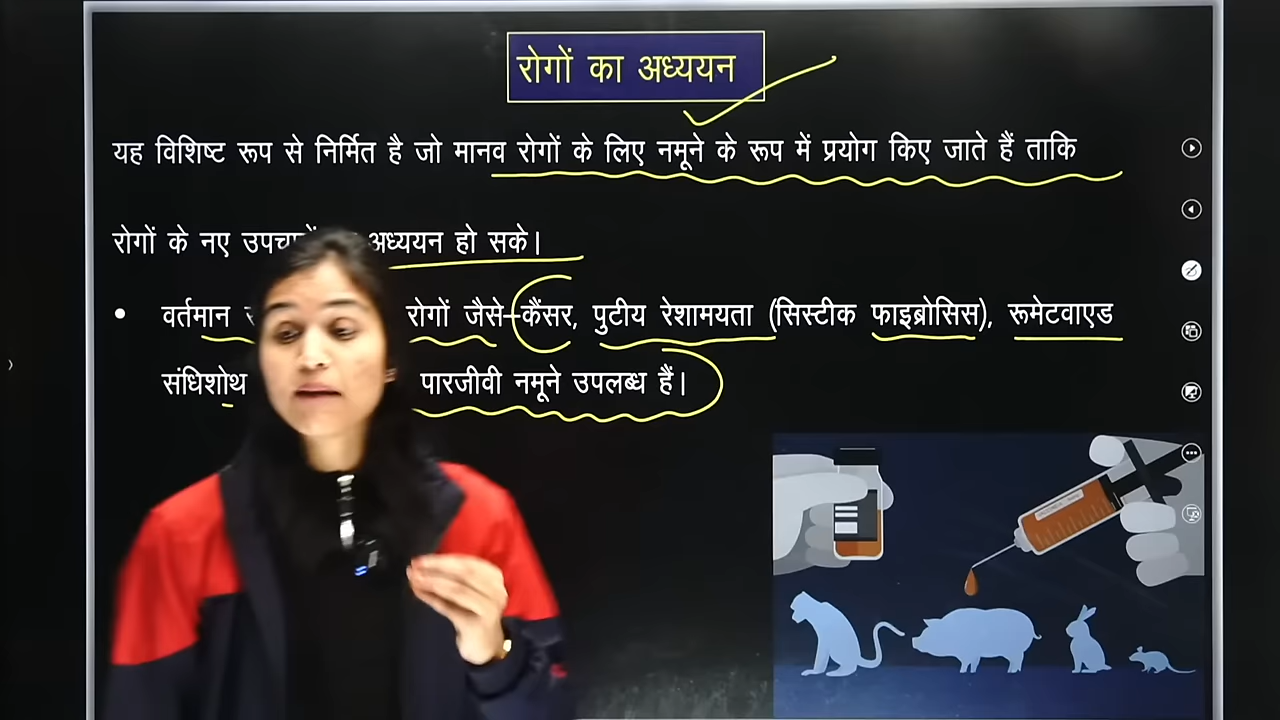 रोगों का अध्ययन
यह विशिष्ट रूप से निर्मित है जो मानव रोगों के लिए नमूने के रूप में प्रयोग किए जाते हैं ताकि
रोगों के नए अध्ययन हो सके।
• वर्तमान रोगों जैसे–कैंसर, पुटीय रेशामयता (सिस्टीक फाइब्रोसिस), रूमेटवाएड
संधिशोथ पारजीवी नमूने उपलब्ध हैं।